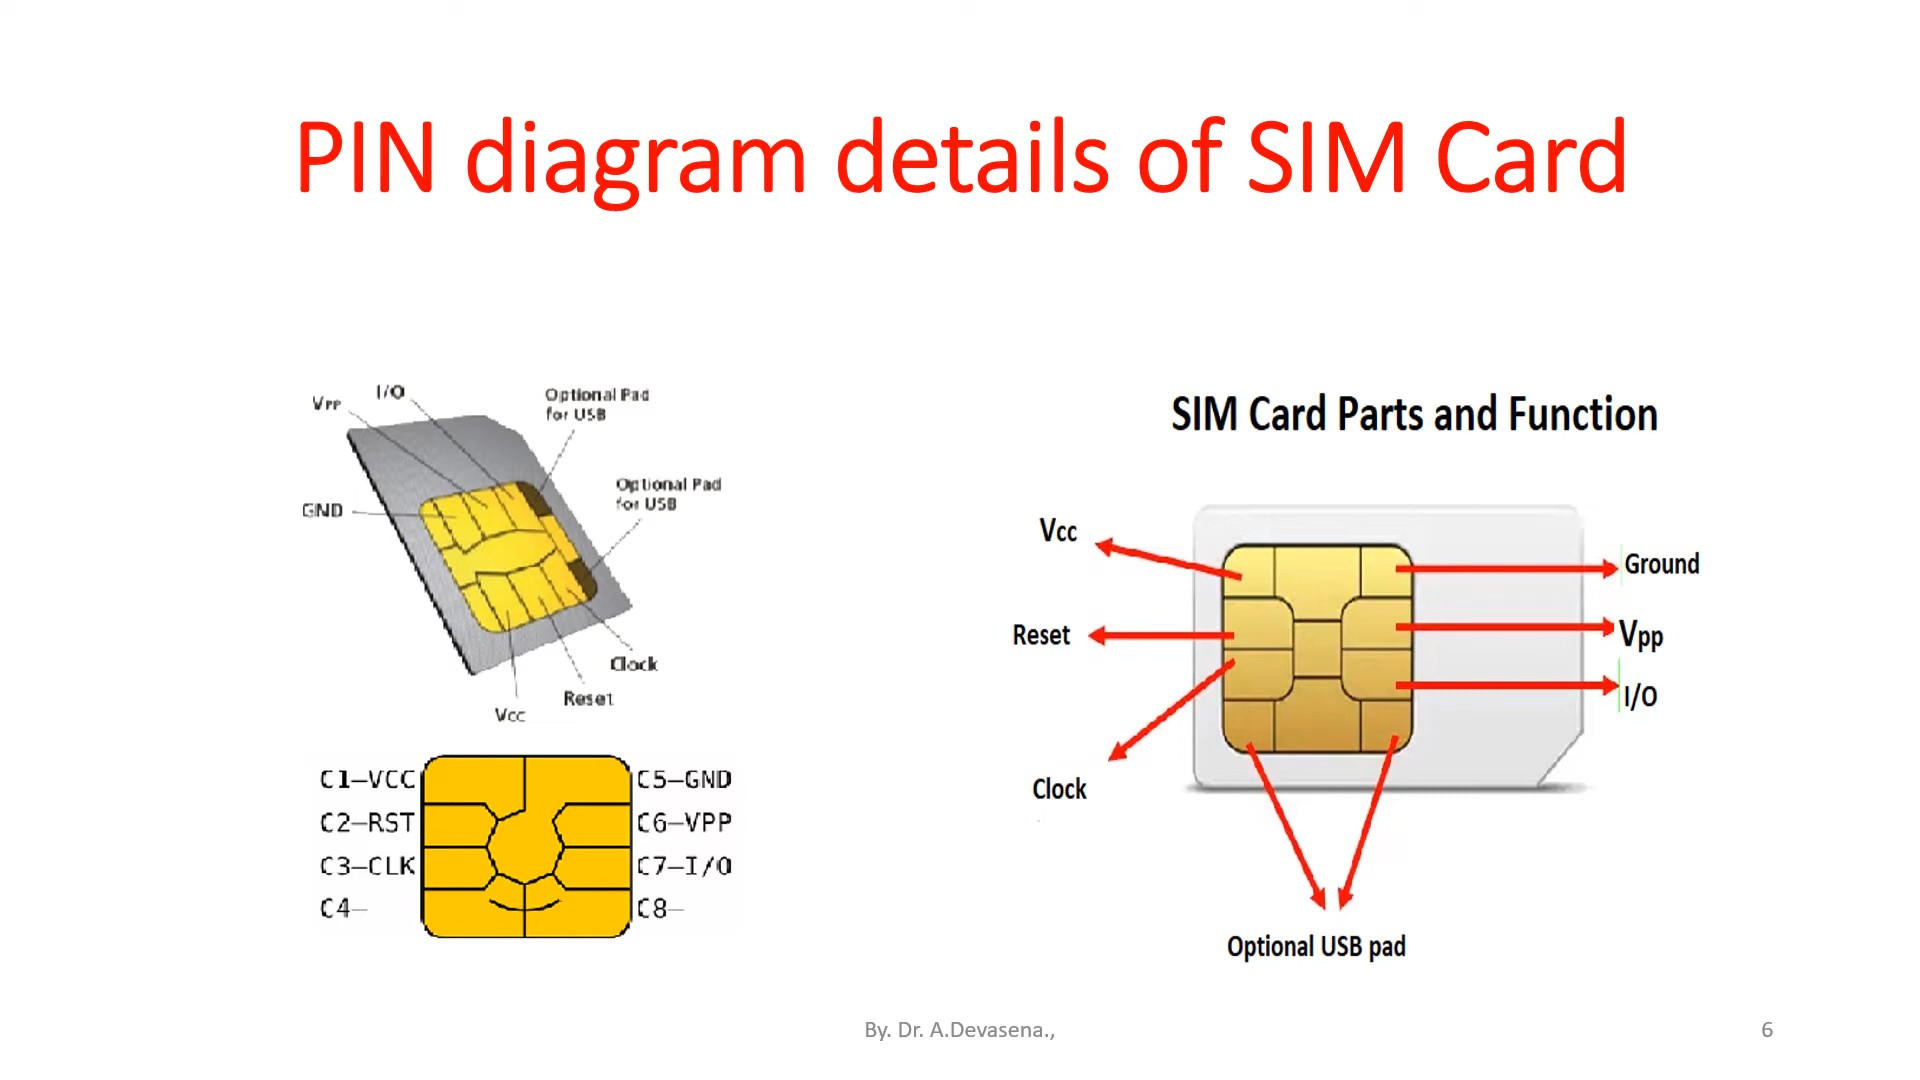 PIN diagram details of SIM Card
VPP
I/O
Optional Pad
for USB
Optional Pad
for USB
GND
Clock
Reset
Vcc
C1–VCC
C2–RST
C3–CLK
C4–
C5–GND
C6–VPP
C7–I/O
C8–
SIM Card Parts and Function
Vcc
Reset
Clock
Ground
Vpp
I/O
Optional USB pad
By. Dr. A.Devasena.,
6